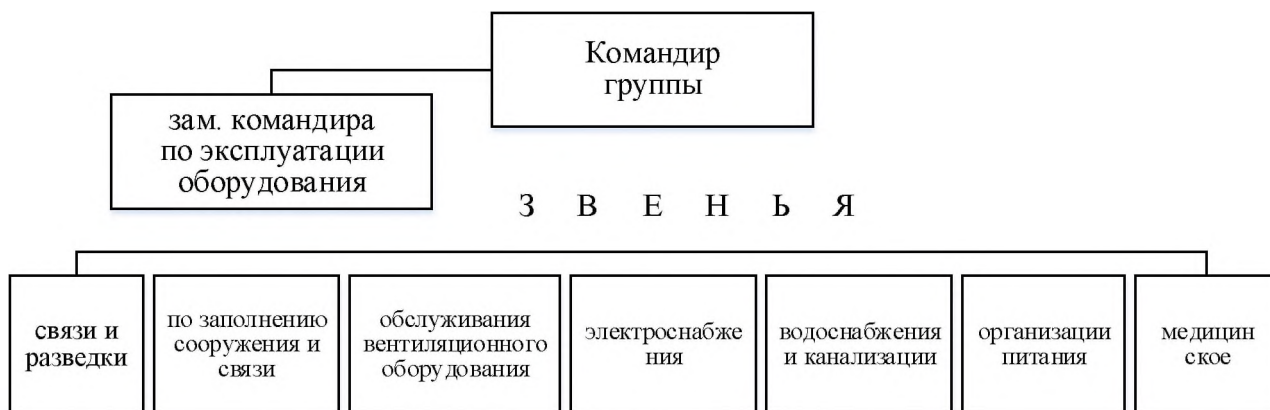 Командир
группы
зам. командира
по эксплуатации
оборудования
З В Е Н Ь Я
связи и
разведки
по заполнению
сооружения и
связи
обслуживания
вентиляционного
оборудования
электроснабже
ния
водоснабжения
и канализации
организации
питания
медицин
ское